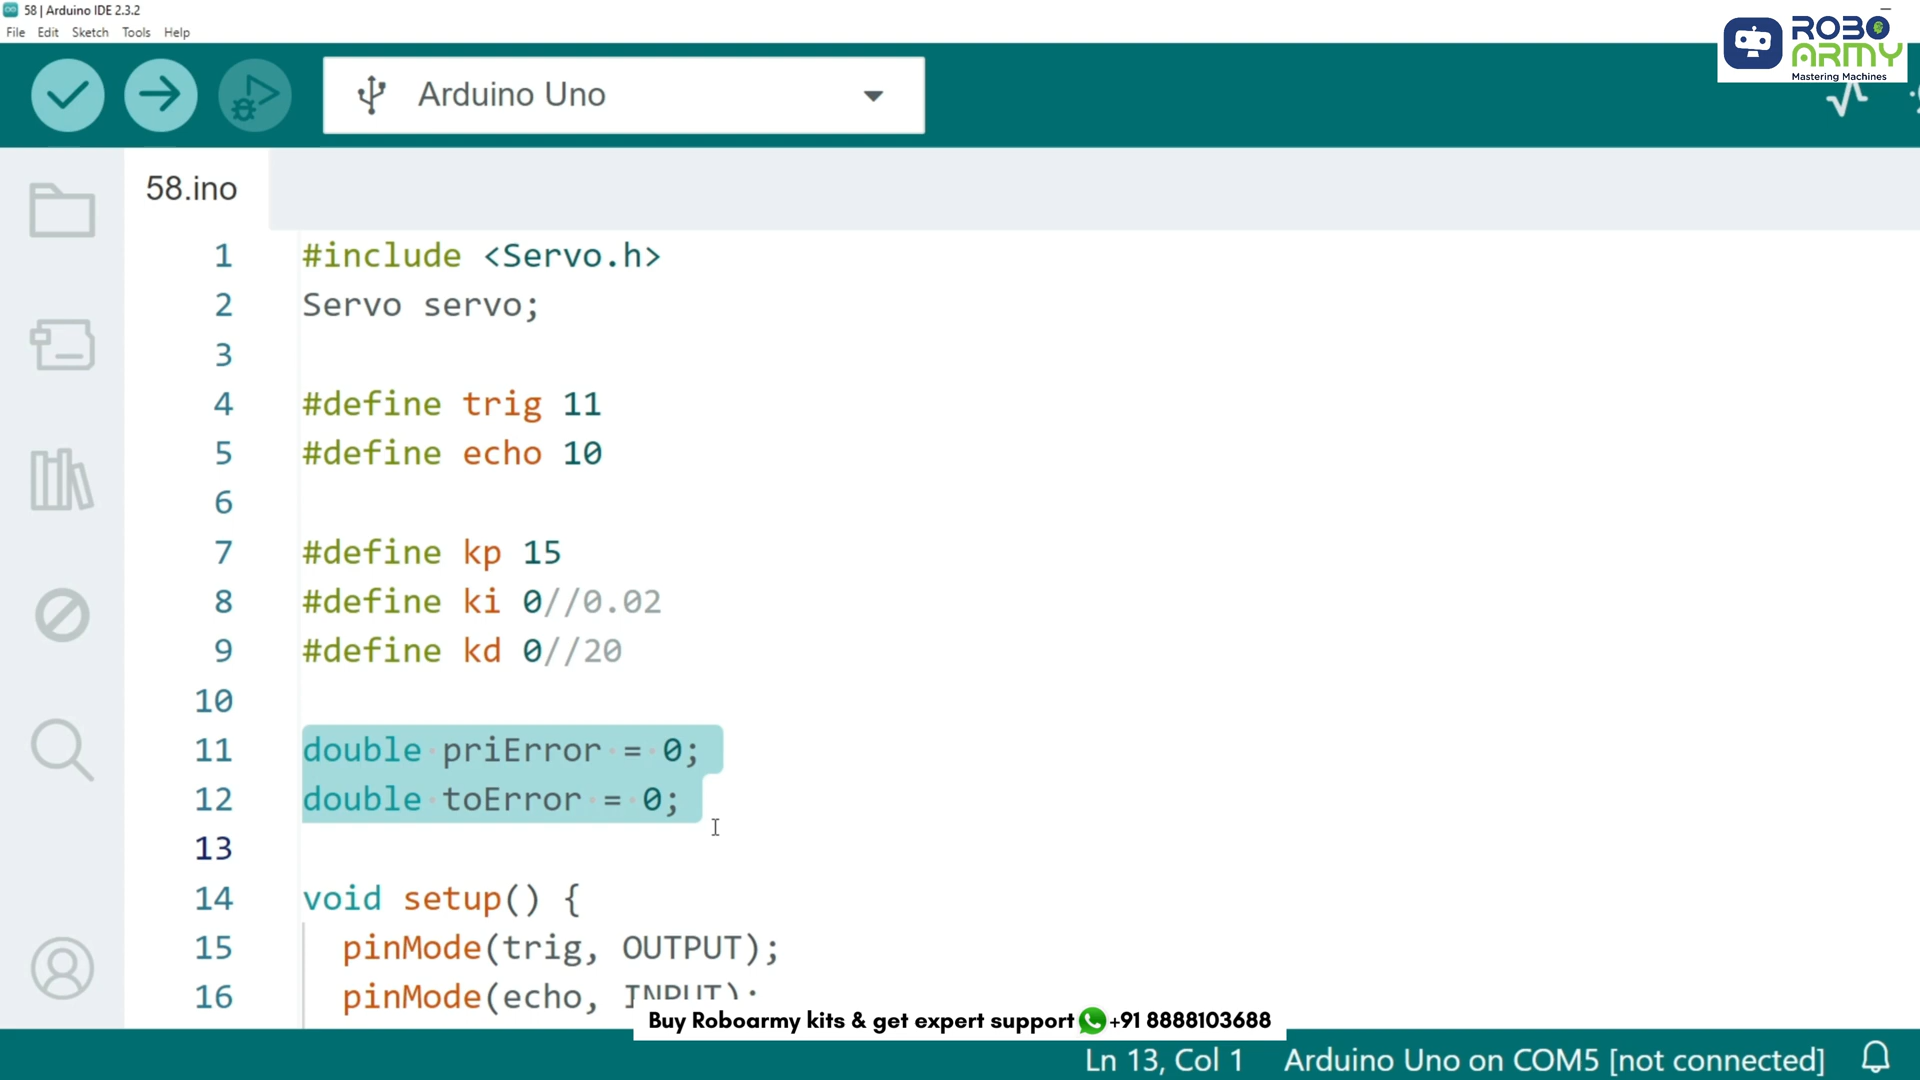 58 | Arduino IDE 2.3.2
File Edit Sketch Tools Help
ROBO
ARMY
Mastering Machines
Arduino Uno
58.ino
1 #include <Servo.h>
2 Servo servo;
3
4 #define trig 11
5 #define echo 10
6
7 #define kp 15
8 #define ki 0//0.02
9 #define kd 0//20
10
11 double priError = 0;
12 double toError = 0;
13
14 void setup() {
15 pinMode(trig, OUTPUT);
16 pinMode(echo, INPUT);
Buy Roboarmy kits & get expert support +91 8888103688
Ln 13, Col 1 Arduino Uno on COM5 [not connected]